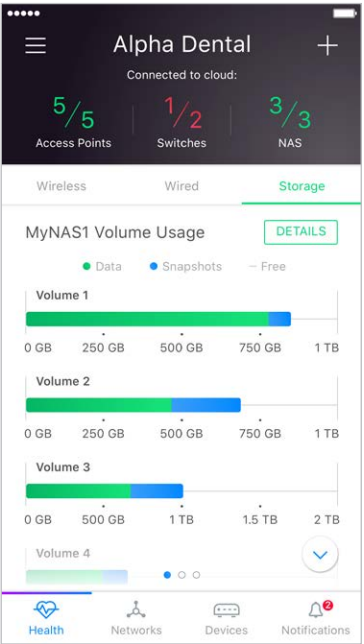 Alpha Dental
Connected to cloud:
5/5 1/2 3/3
Access Points Switches NAS
Wireless Wired Storage
MyNAS1 Volume Usage DETAILS
Data Snapshots Free
Volume 1
0 GB 250 GB 500 GB 750 GB 1 TB
Volume 2
0 GB 250 GB 500 GB 750 GB 1 TB
Volume 3
0 GB 500 GB 1 TB 1.5 TB 2 TB
Volume 4
2
Health Networks Devices Notifications